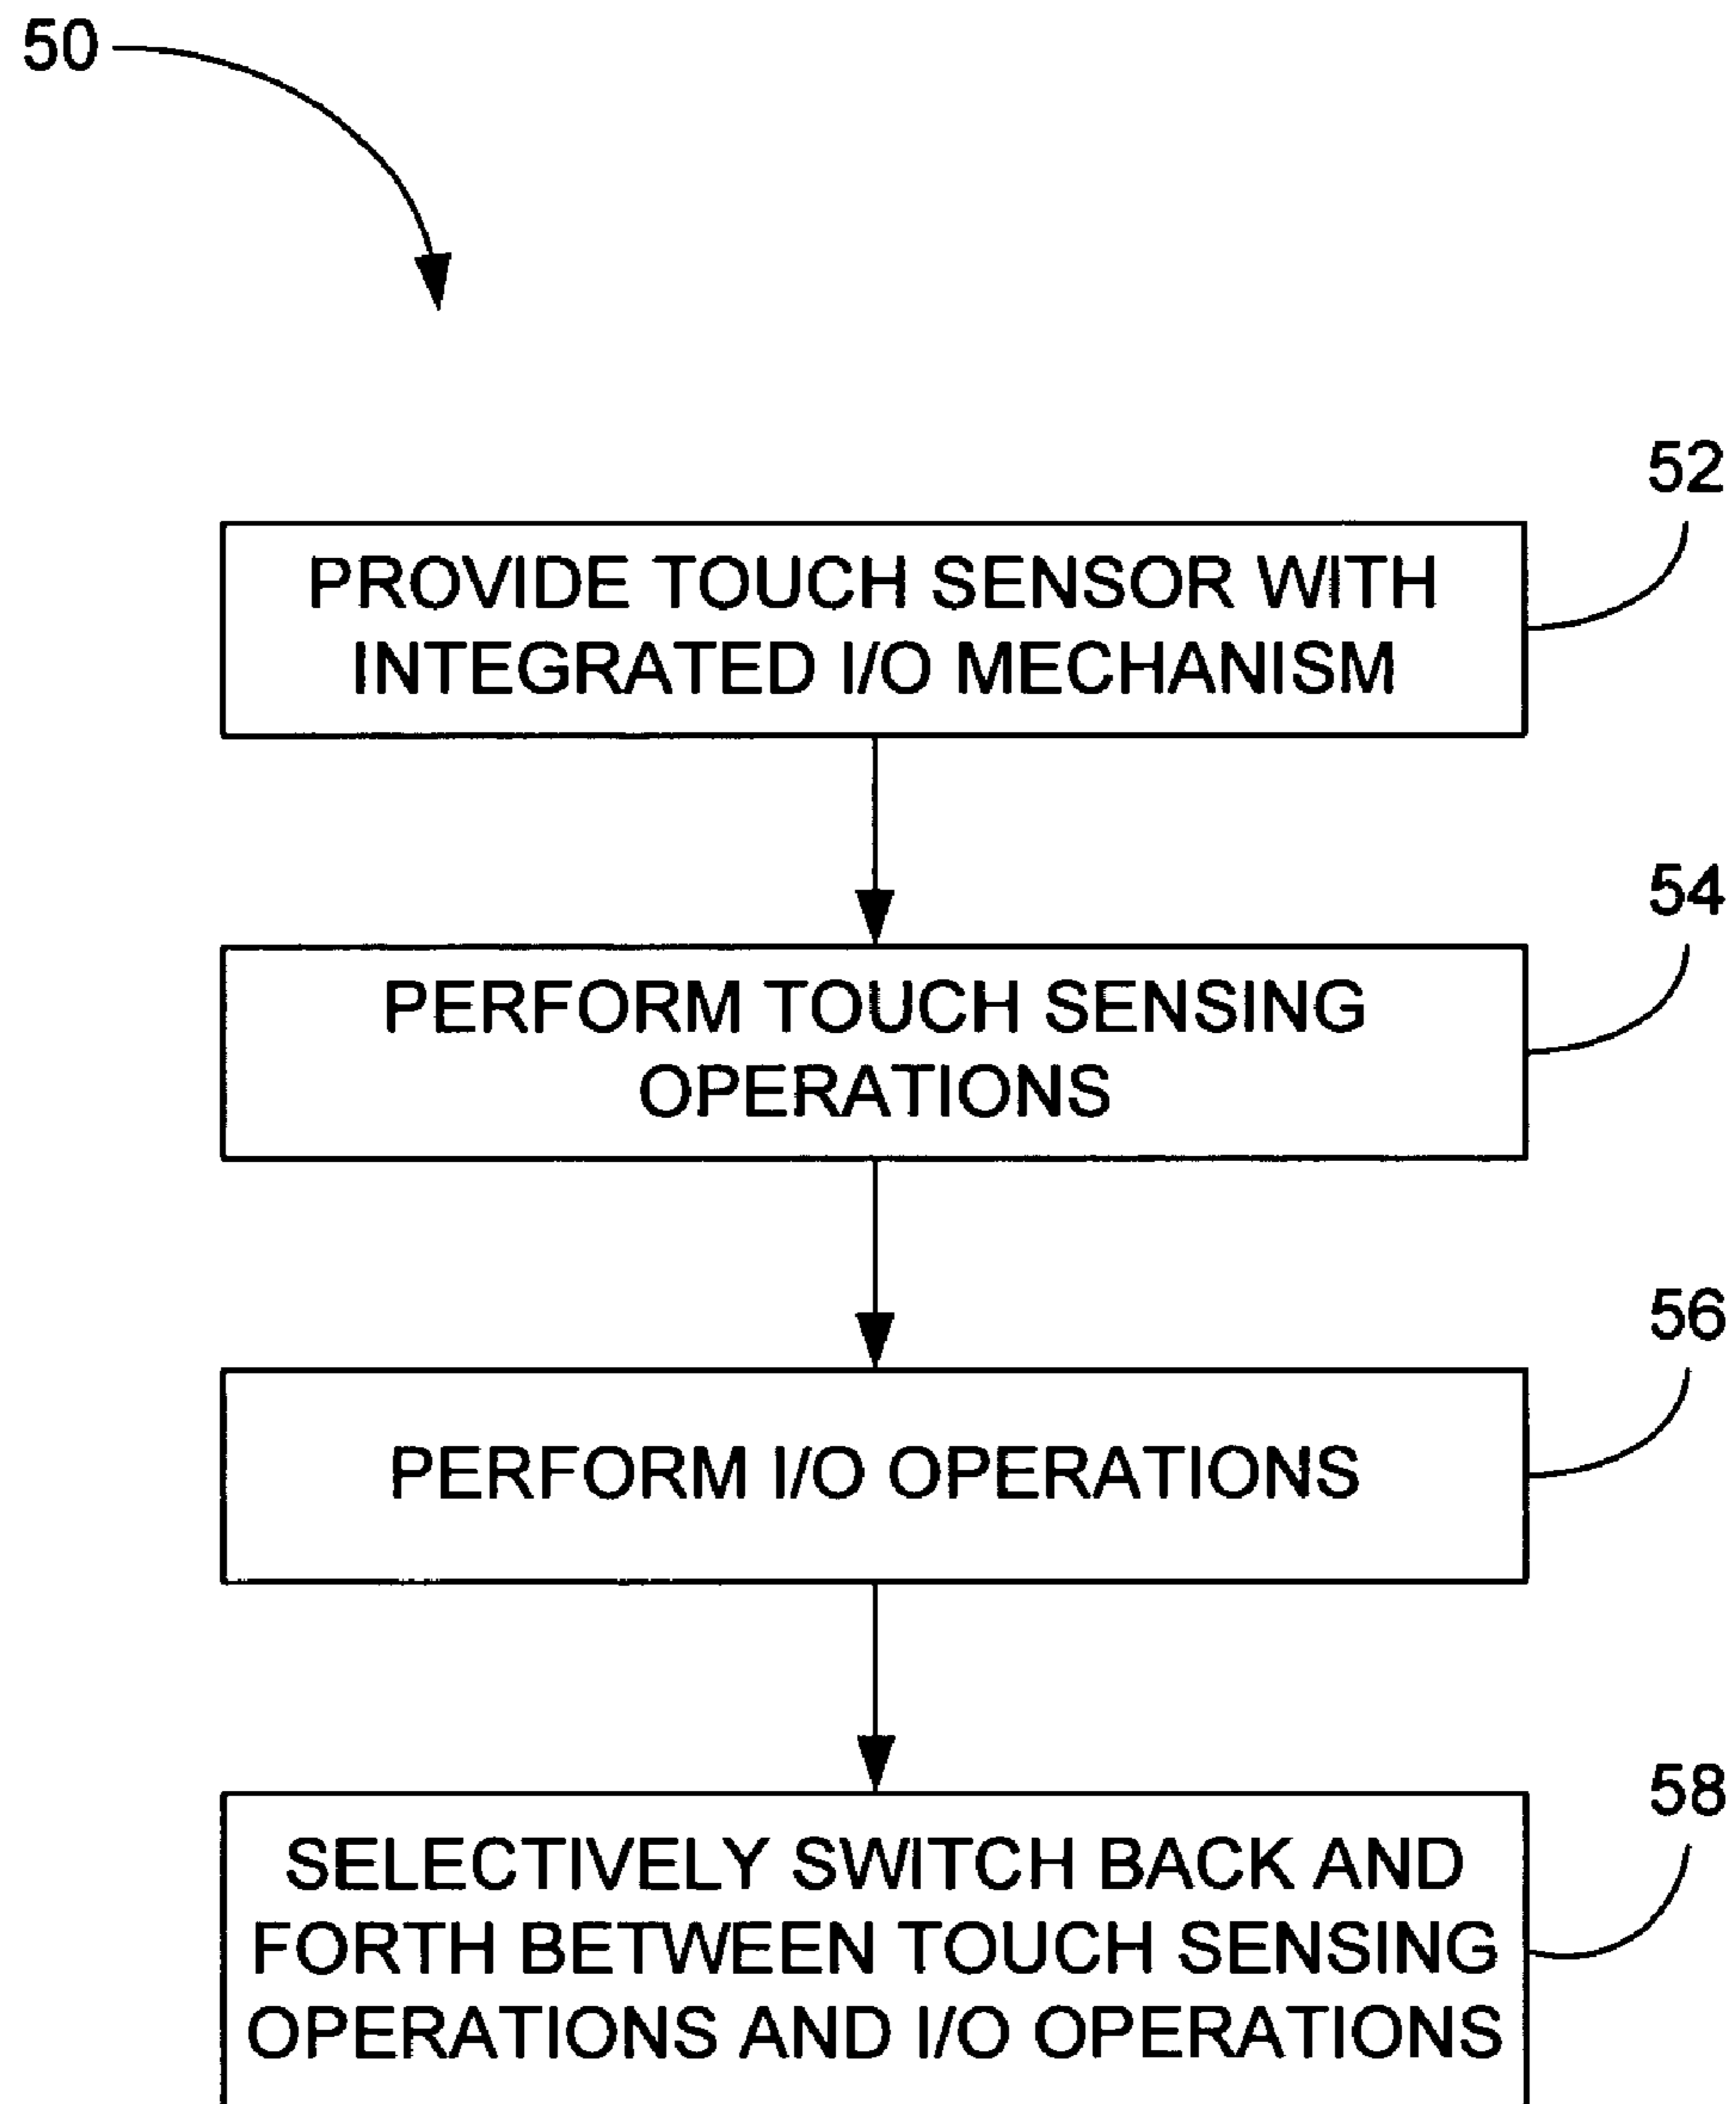 50
52
PROVIDE TOUCH SENSOR WITH
INTEGRATED I/O MECHANISM
54
PERFORM TOUCH SENSING
OPERATIONS
56
PERFORM I/O OPERATIONS
58
SELECTIVELY SWITCH BACK AND
FORTH BETWEEN TOUCH SENSING
OPERATIONS AND I/O OPERATIONS